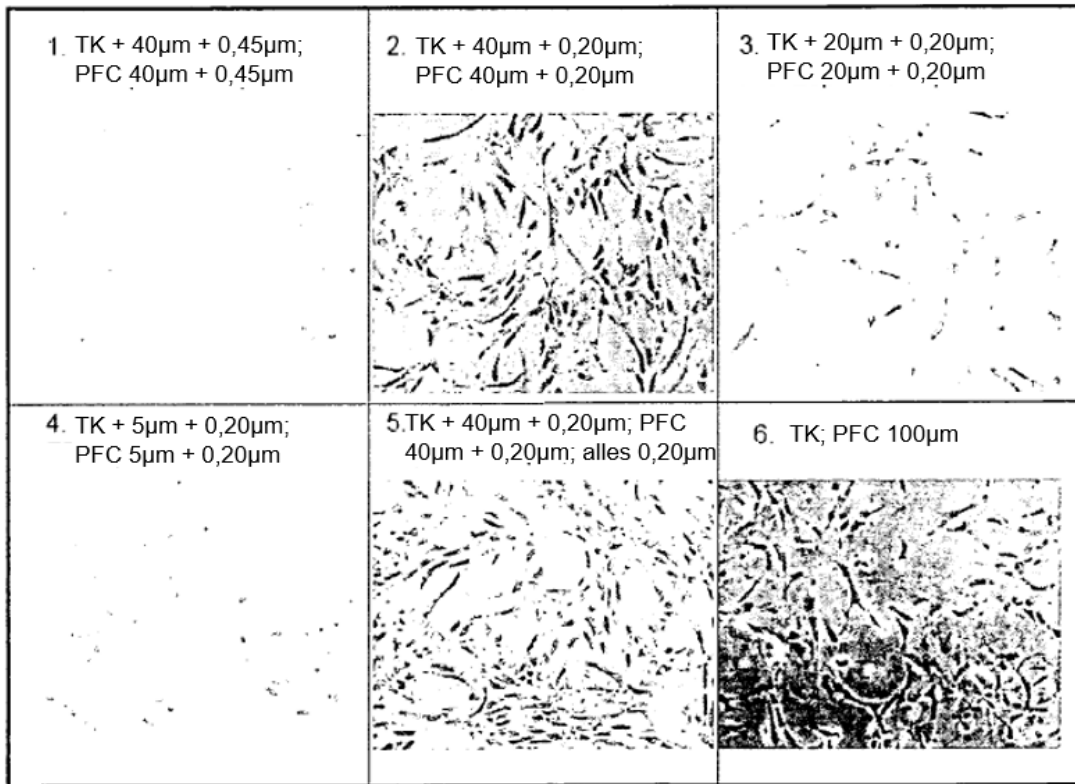 1. TK + 40µm + 0,45µm;
PFC 40µm + 0,45µm
2. TK + 40µm + 0,20µm;
PFC 40µm + 0,20µm
3. TK + 20µm + 0,20µm;
PFC 20µm + 0,20µm
4. TK + 5µm + 0,20µm;
PFC 5µm + 0,20µm
5. TK + 40µm + 0,20µm; PFC
40µm + 0,20µm; alles 0,20µm
6. TK; PFC 100µm